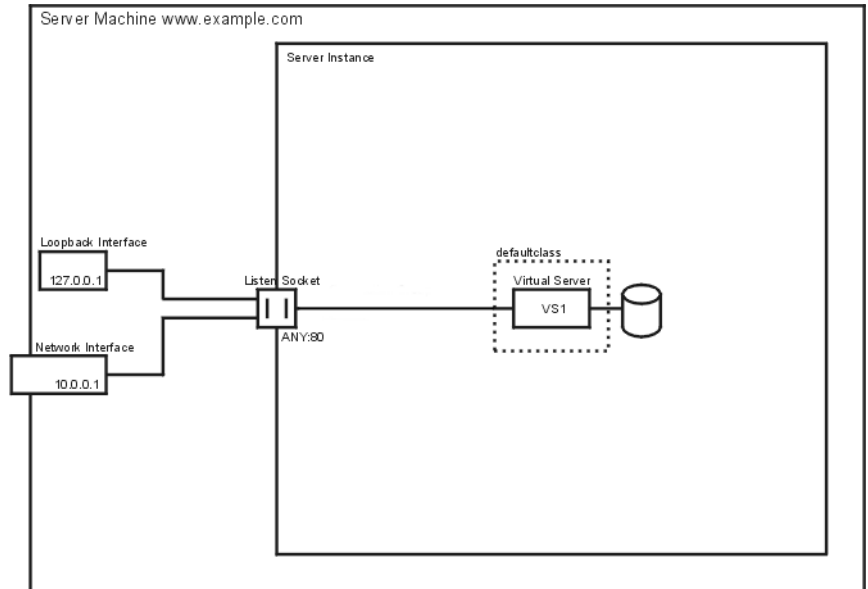 Server Machine www.example.com
Server Instance
Loopback Interface
127.0.0.1
Listen Socket
defaultclass
Virtual Server
VS1
ANY:80
Network Interface
10.0.0.1